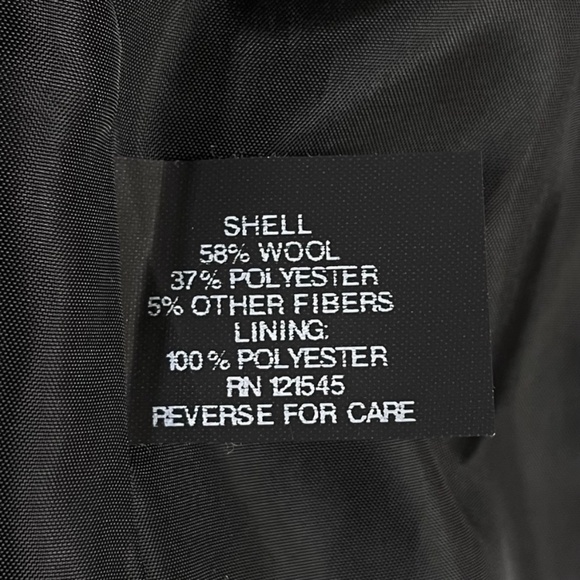 SHELL
58% WOOL
37% POLYESTER
5% OTHER FIBERS
LINING:
100% POLYESTER
RN 121545
REVERSE FOR CARE